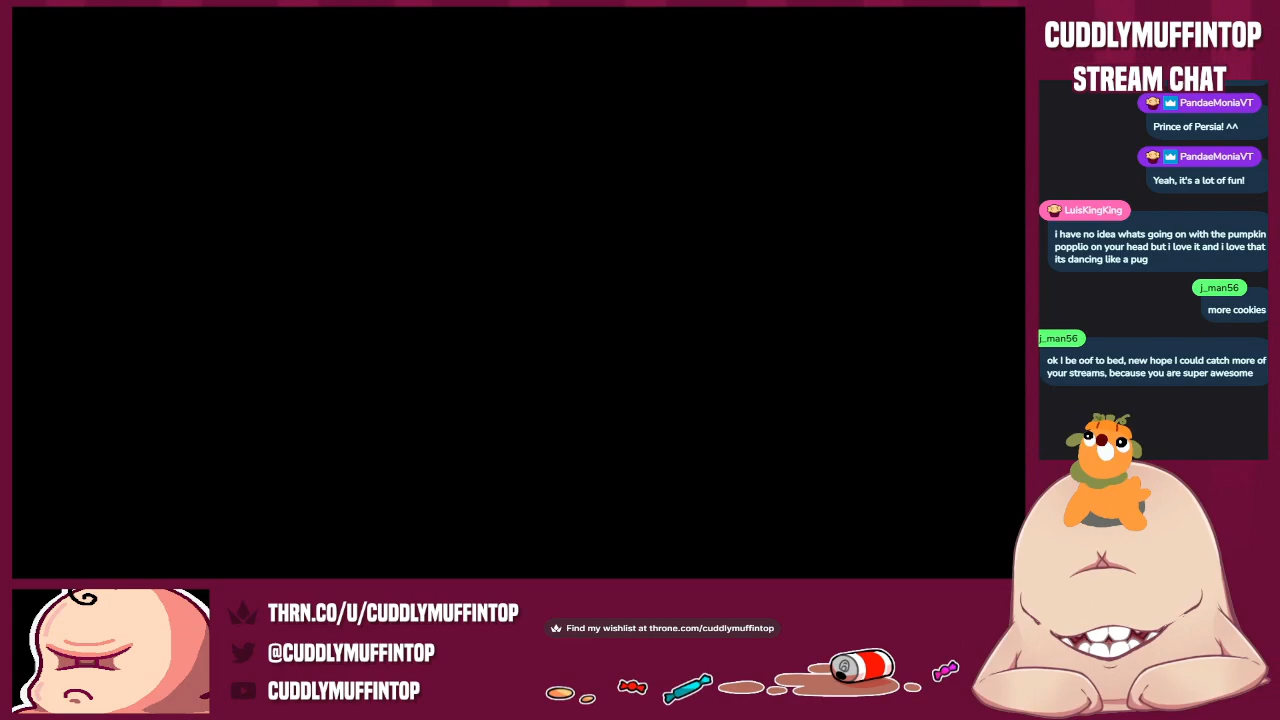 CUDDLYMUFFINTOP
STREAM CHAT
PandaeMoniaVT
Prince of Persia! ^^
PandaeMoniaVT
Yeah, it's a lot of fun!
LuisKingKing
i have no idea whats going on with the pumpkin
popplio on your head but i love it and i love that
its dancing like a pug
j_man56
more cookies
j_man56
ok I be oof to bed, new hope I could catch more of
your streams, because you are super awesome
THRN.CO/U/CUDDLYMUFFINTOP
@CUDDLYMUFFINTOP
CUDDLYMUFFINTOP
Find my wishlist at throne.com/cuddlymuffintop